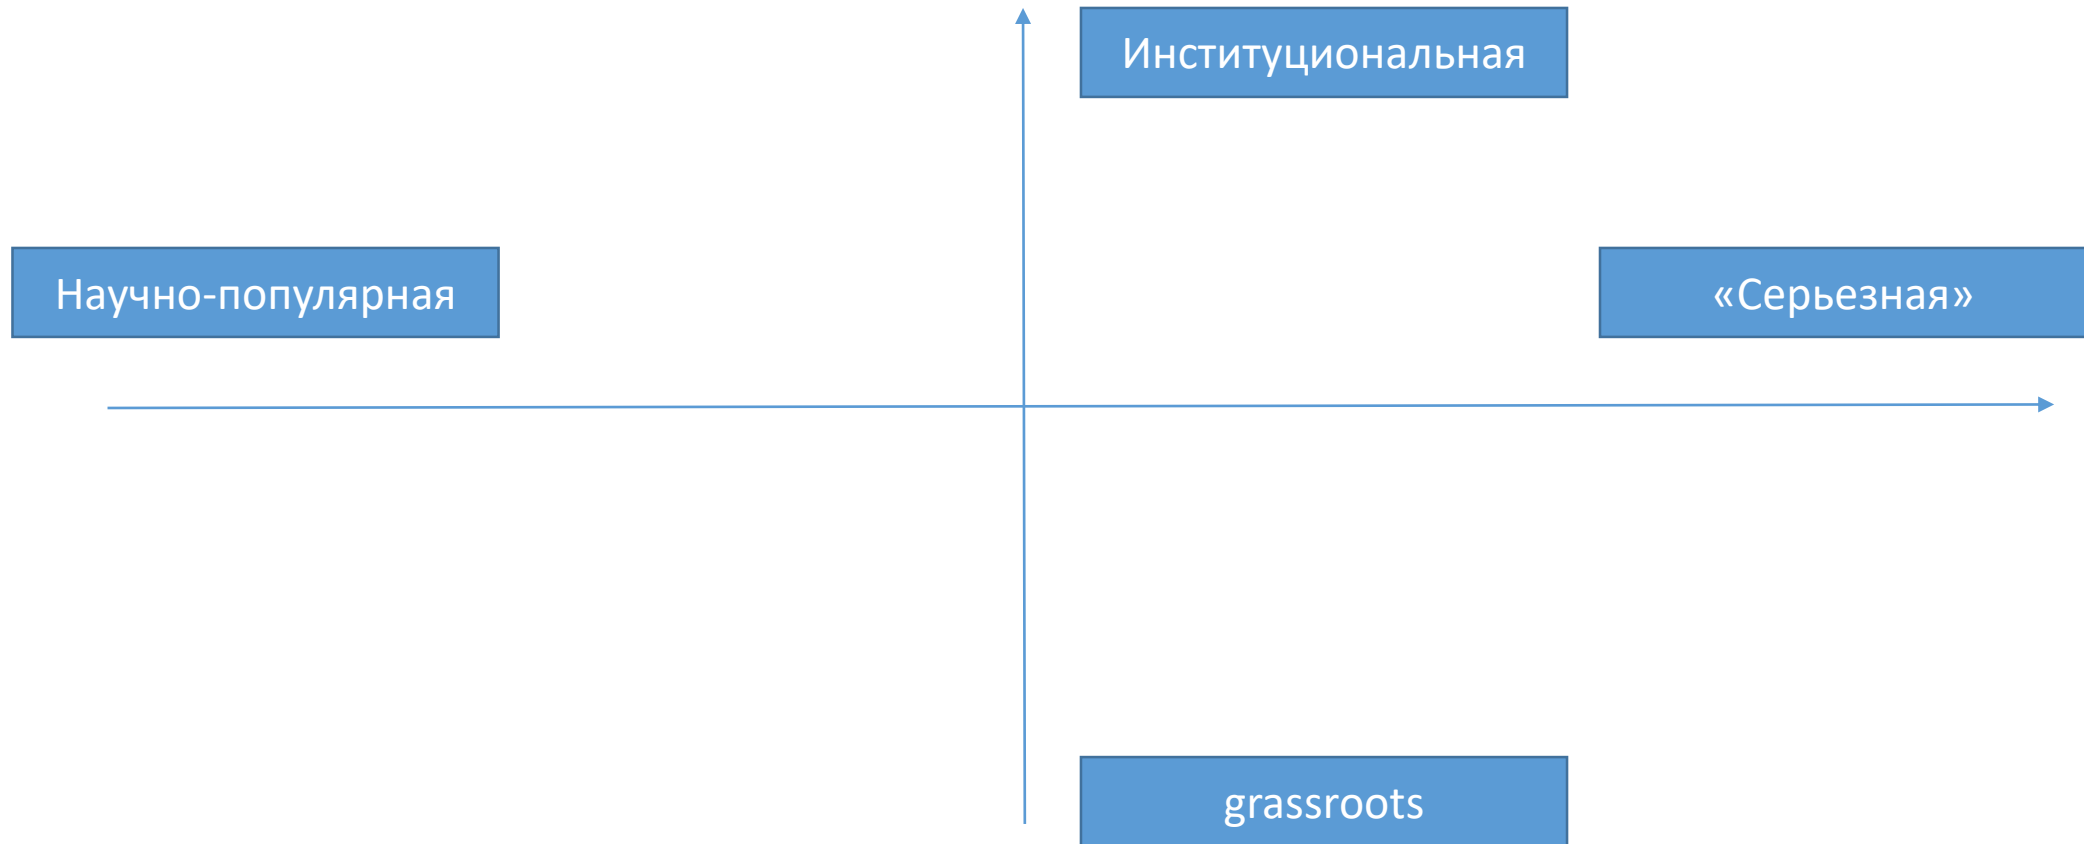 Институциональная
Научно-популярная
«Серьезная»
grassroots